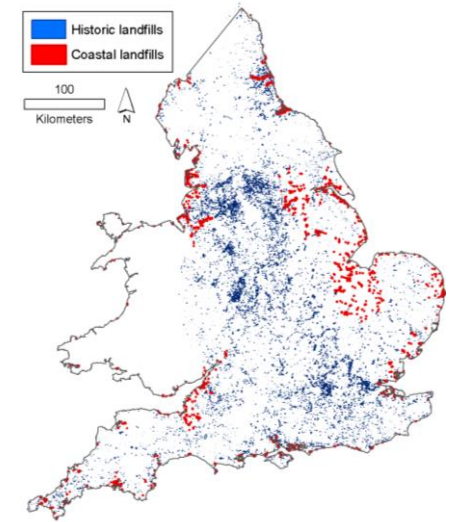 Historic landfills
Coastal landfills
100
Kilometers
N